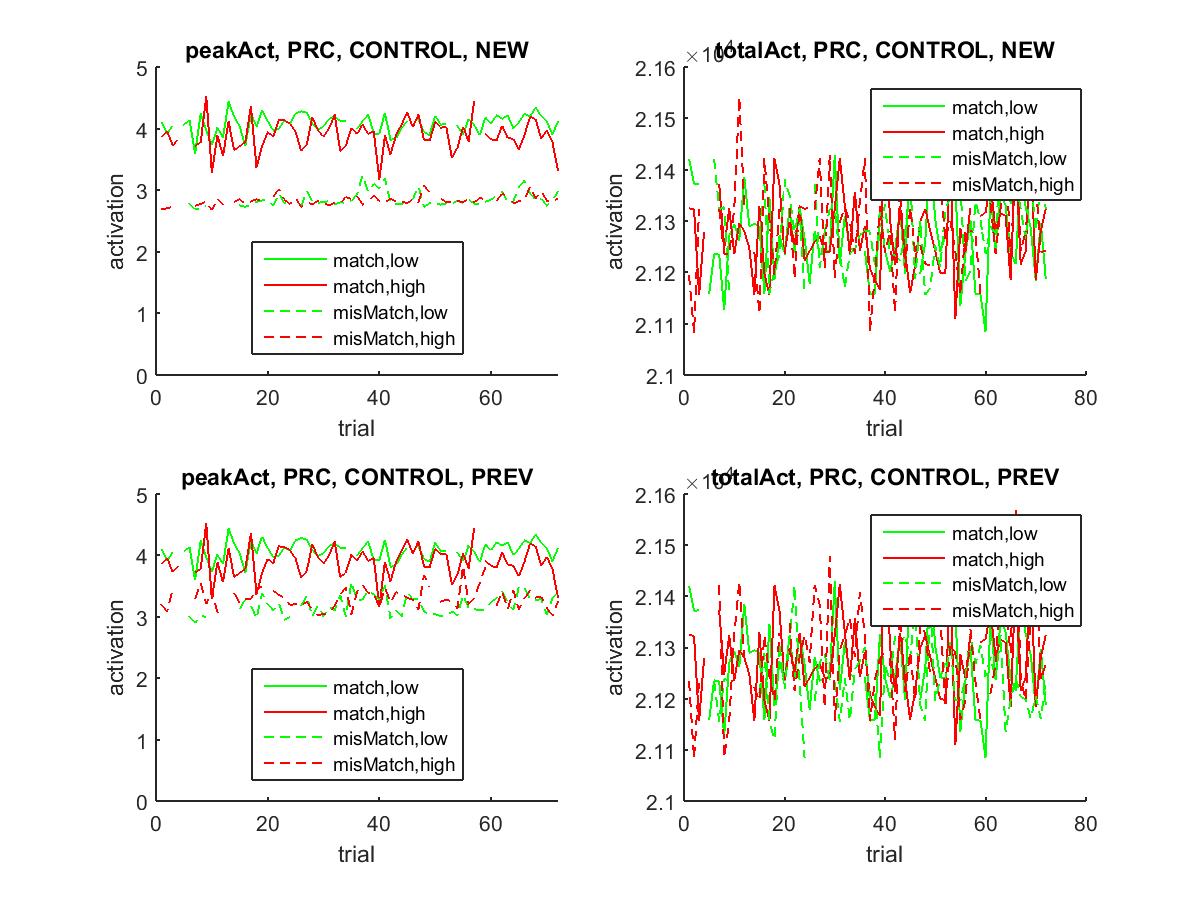 peakAct, PRC, CONTROL, NEW
5
4
3
2
1
0
activation
0 20 40 60
trial
match,low
match,high
misMatch,low
misMatch,high
totalAct, PRC, CONTROL, NEW
×10^4
2.16
2.15
2.14
2.13
2.12
2.11
2.1
activation
0 20 40 60 80
trial
match,low
match,high
misMatch,low
misMatch,high
peakAct, PRC, CONTROL, PREV
5
4
3
2
1
0
activation
0 20 40 60
trial
match,low
match,high
misMatch,low
misMatch,high
totalAct, PRC, CONTROL, PREV
×10^4
2.16
2.15
2.14
2.13
2.12
2.11
2.1
activation
0 20 40 60 80
trial
match,low
match,high
misMatch,low
misMatch,high